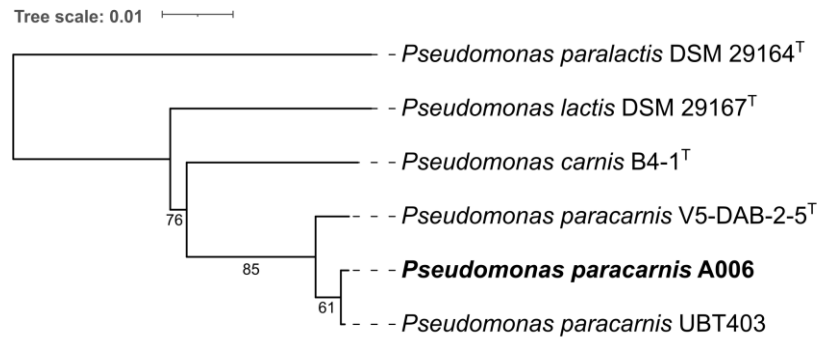 Tree scale: 0.01
Pseudomonas paralactis DSM 29164ᵀ
Pseudomonas lactis DSM 29167ᵀ
Pseudomonas carnis B4-1ᵀ
76
Pseudomonas paracarnis V5-DAB-2-5ᵀ
85
Pseudomonas paracarnis A006
61
Pseudomonas paracarnis UBT403